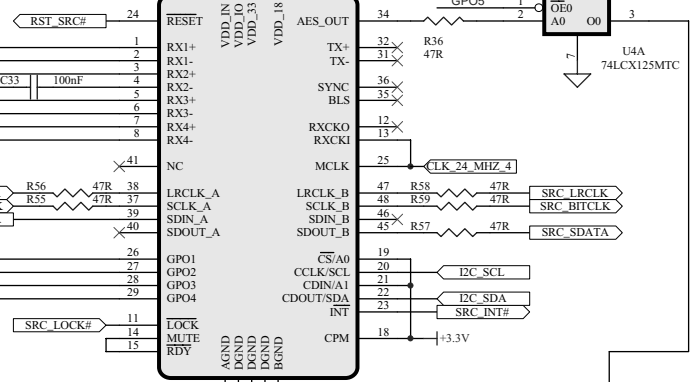 GPO5
1
OE0
RST_SRC#
24
RESET
VDD_IN
VDD_IO
VDD_33
VDD_18
AES_OUT
34
2
A0
O0
3
R36
47R
7
U4A
74LCX125MTC
1
RX1+
TX+
32
2
RX1-
TX-
31
3
RX2+
C33
100nF
4
RX2-
SYNC
36
5
RX3+
BLS
35
6
RX3-
7
RX4+
RXCKO
12
8
RX4-
RXCKI
13
41
NC
MCLK
25
CLK_24_MHZ_4
R56
47R
38
LRCLK_A
LRCLK_B
47
R58
47R
SRC_LRCLK
R55
47R
37
SCLK_A
SCLK_B
48
R59
47R
SRC_BITCLK
39
SDIN_A
SDIN_B
46
40
SDOUT_A
SDOUT_B
45
R57
47R
SRC_SDATA
26
GPO1
CS/A0
19
27
GPO2
CCLK/SCL
20
I2C_SCL
28
GPO3
CDIN/A1
21
29
GPO4
CDOUT/SDA
22
I2C_SDA
INT
23
SRC_INT#
SRC_LOCK#
11
LOCK
14
MUTE
CPM
18
+3.3V
15
RDY
AGND
DGND
DGND
DGND
BGND